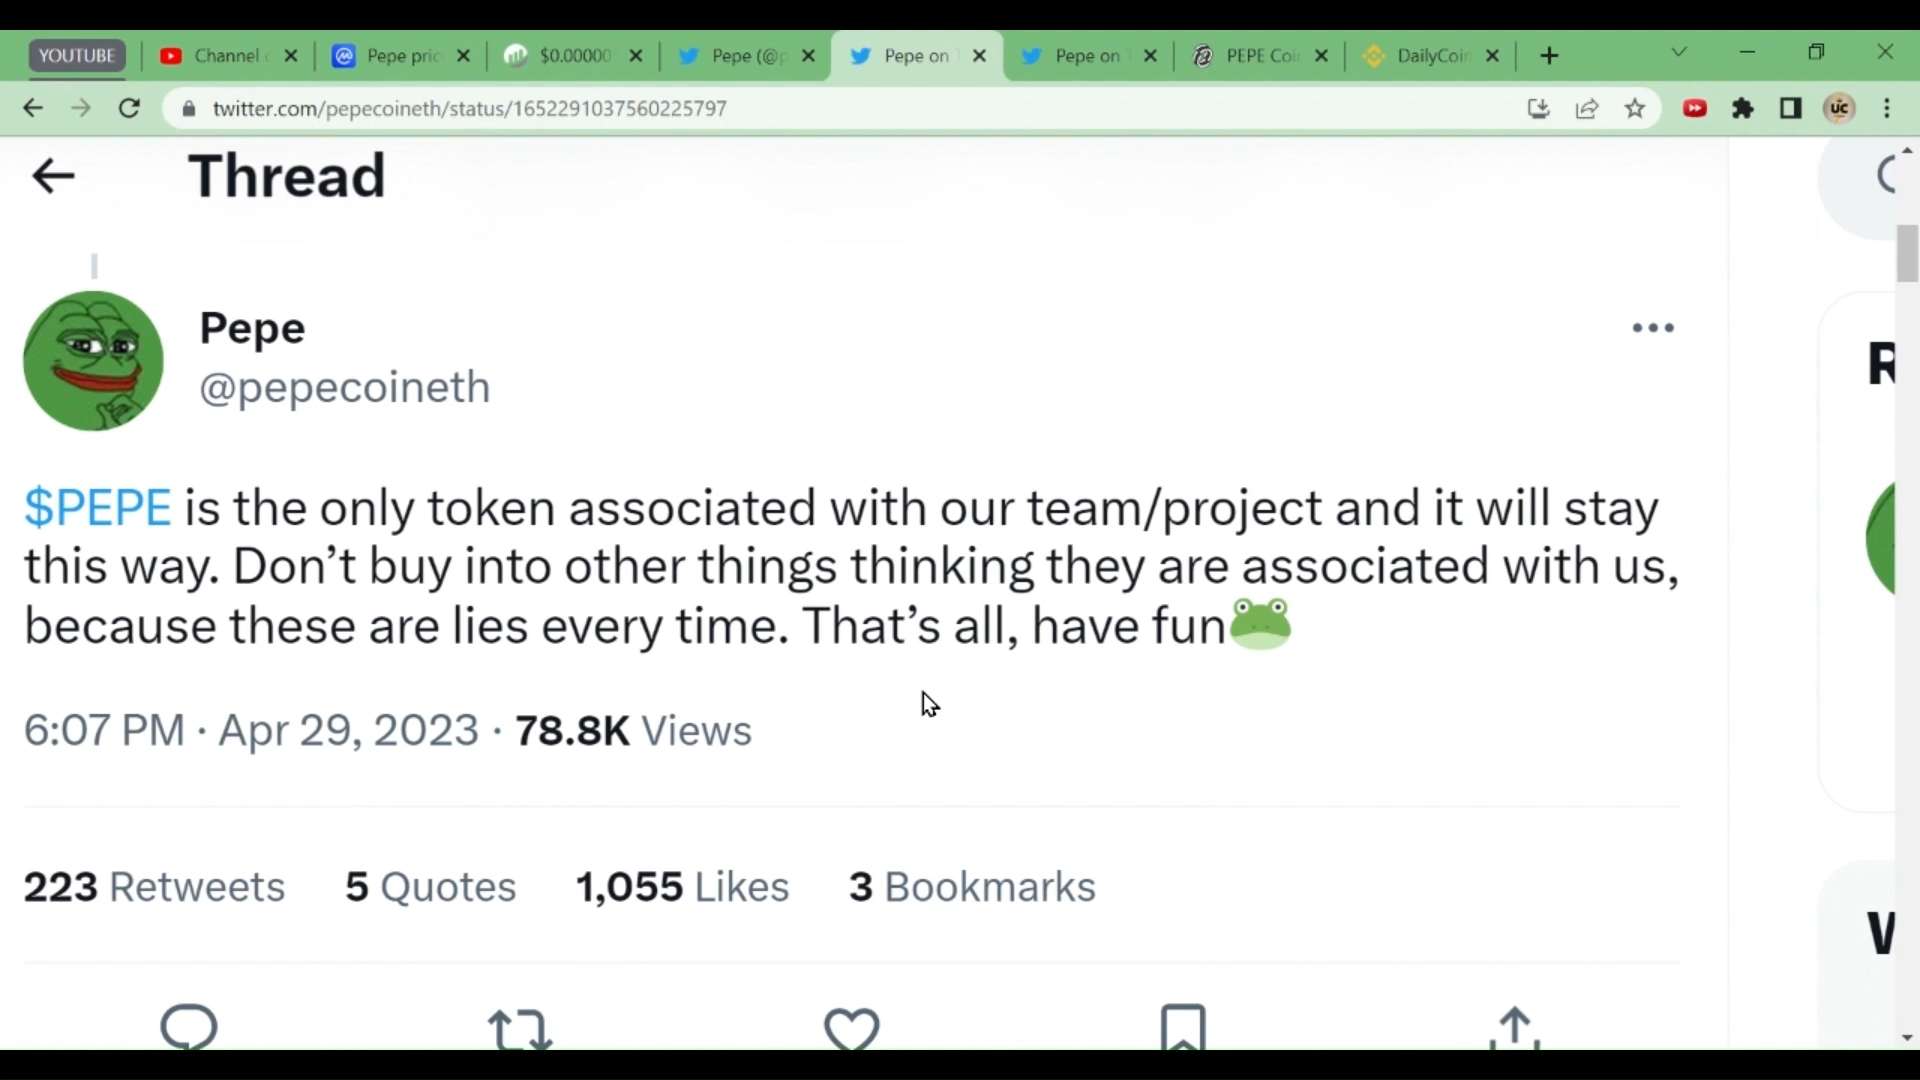 YOUTUBE
Channel
Pepe pric
$0.00000
Pepe (@p
Pepe on
Pepe on
PEPE Coi
DailyCoin
twitter.com/pepecoineth/status/1652291037560225797
UC
Thread
Pepe
@pepecoineth
$PEPE is the only token associated with our team/project and it will stay
this way. Don’t buy into other things thinking they are associated with us,
because these are lies every time. That’s all, have fun🐸
6:07 PM · Apr 29, 2023 · 78.8K Views
223 Retweets 5 Quotes 1,055 Likes 3 Bookmarks